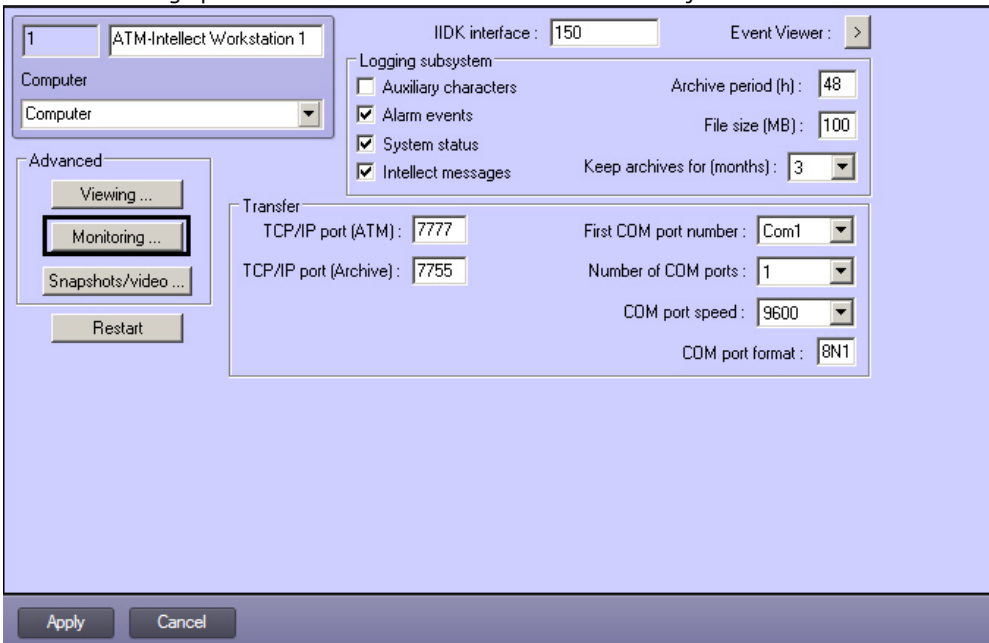 1 ATM-Intellect Workstation 1
Computer
Computer
IIDK interface : 150
Event Viewer : >
Logging subsystem
Auxiliary characters
Alarm events
System status
Intellect messages
Archive period (h) : 48
File size (MB) : 100
Keep archives for (months) : 3
Advanced
Viewing ...
Monitoring ...
Snapshots/video ...
Restart
Transfer
TCP/IP port (ATM) : 7777
TCP/IP port (Archive) : 7755
First COM port number : Com1
Number of COM ports : 1
COM port speed : 9600
COM port format : 8N1
Apply Cancel